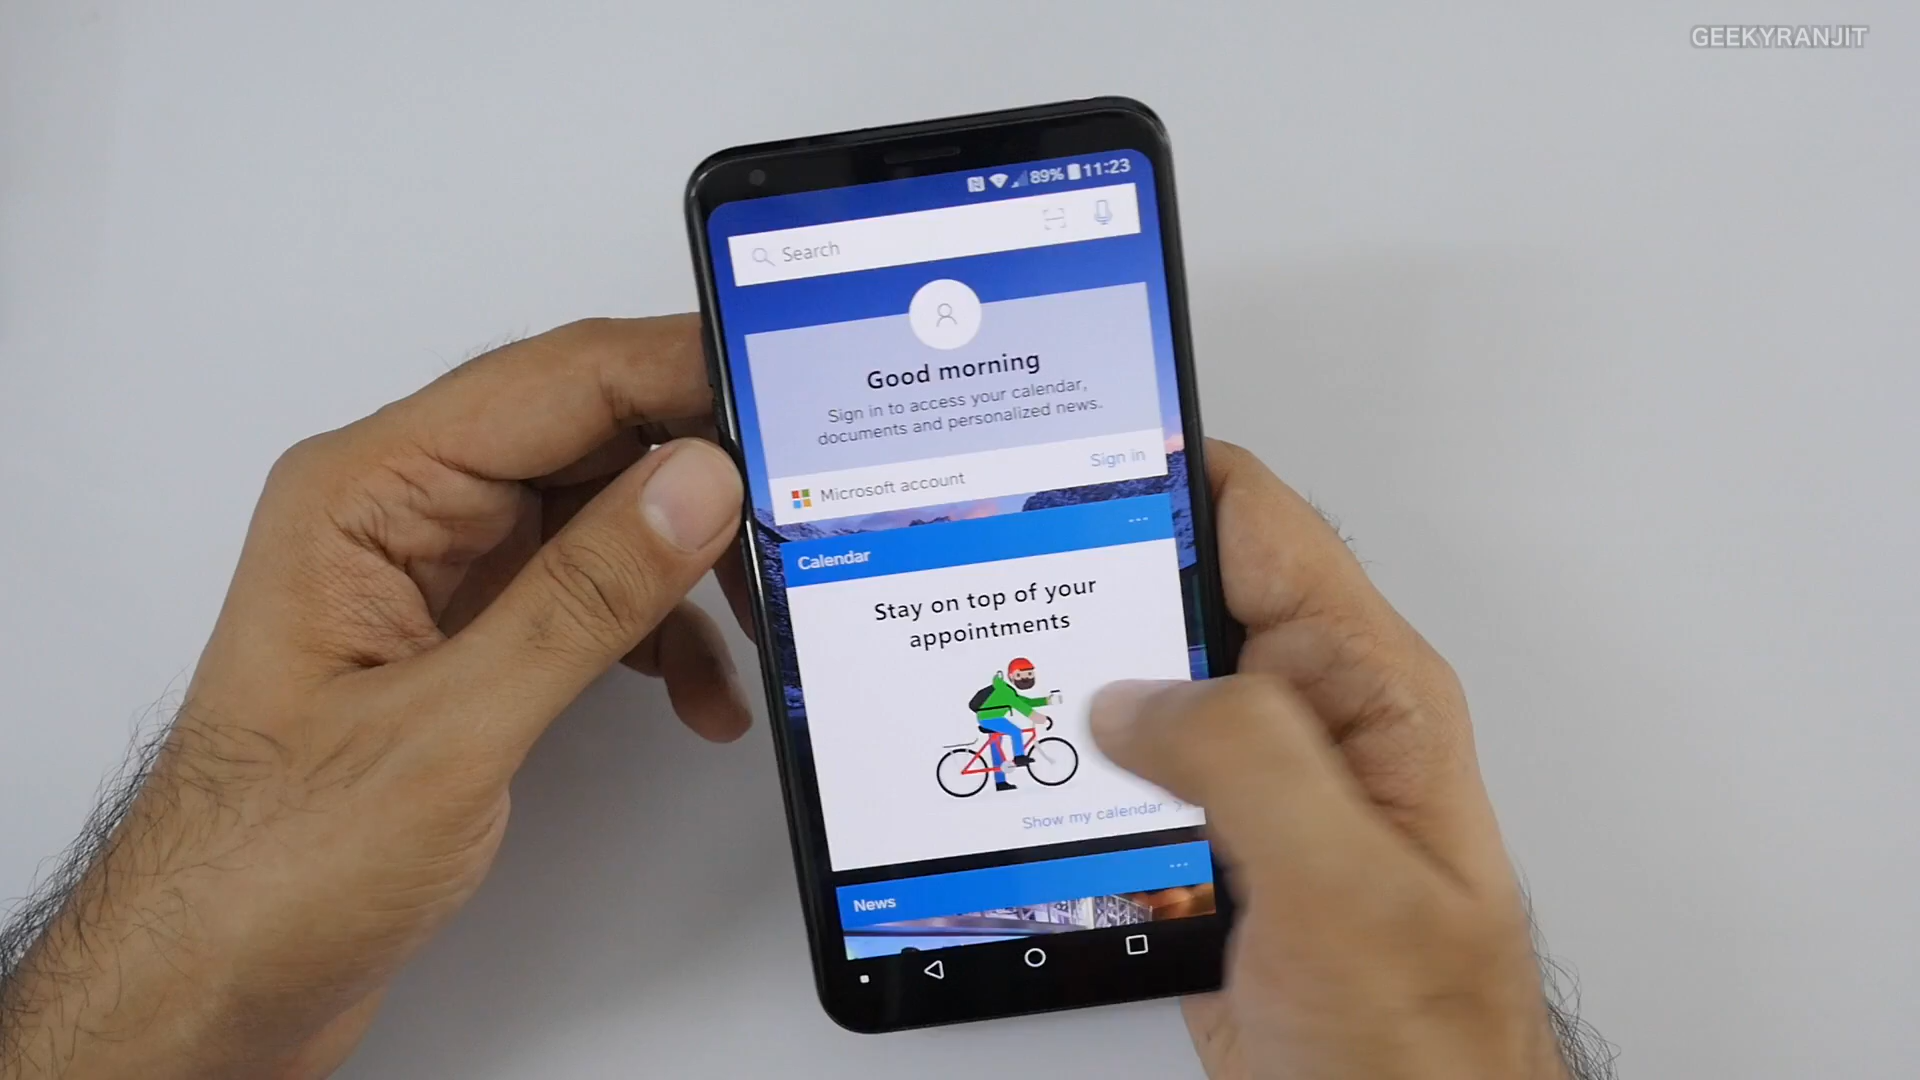 GEEKYRANJIT
89% 11:23
Search
Good morning
Sign in to access your calendar,
documents and personalized news.
Microsoft account
Sign in
Calendar
Stay on top of your
appointments
Show my calendar
News